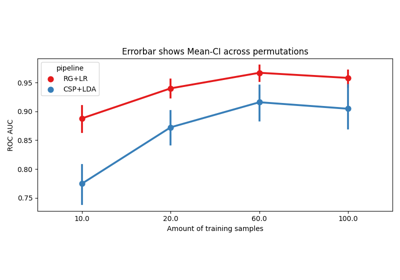 Errorbar shows Mean-CI across permutations
pipeline
RG+LR
CSP+LDA
ROC AUC
0.95
0.90
0.85
0.80
0.75
10.0 20.0 60.0 100.0
Amount of training samples